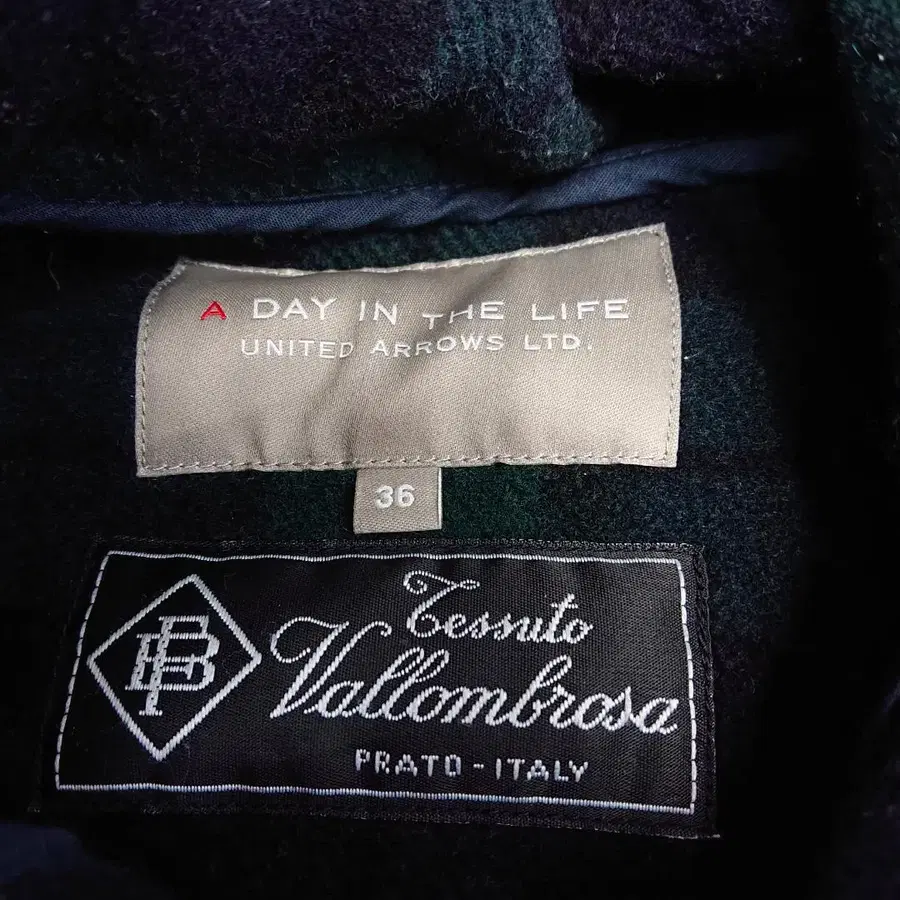 A DAY IN THE LIFE
UNITED ARROWS LTD.
36
Tessuto
Vallombrosa
PRATO-ITALY